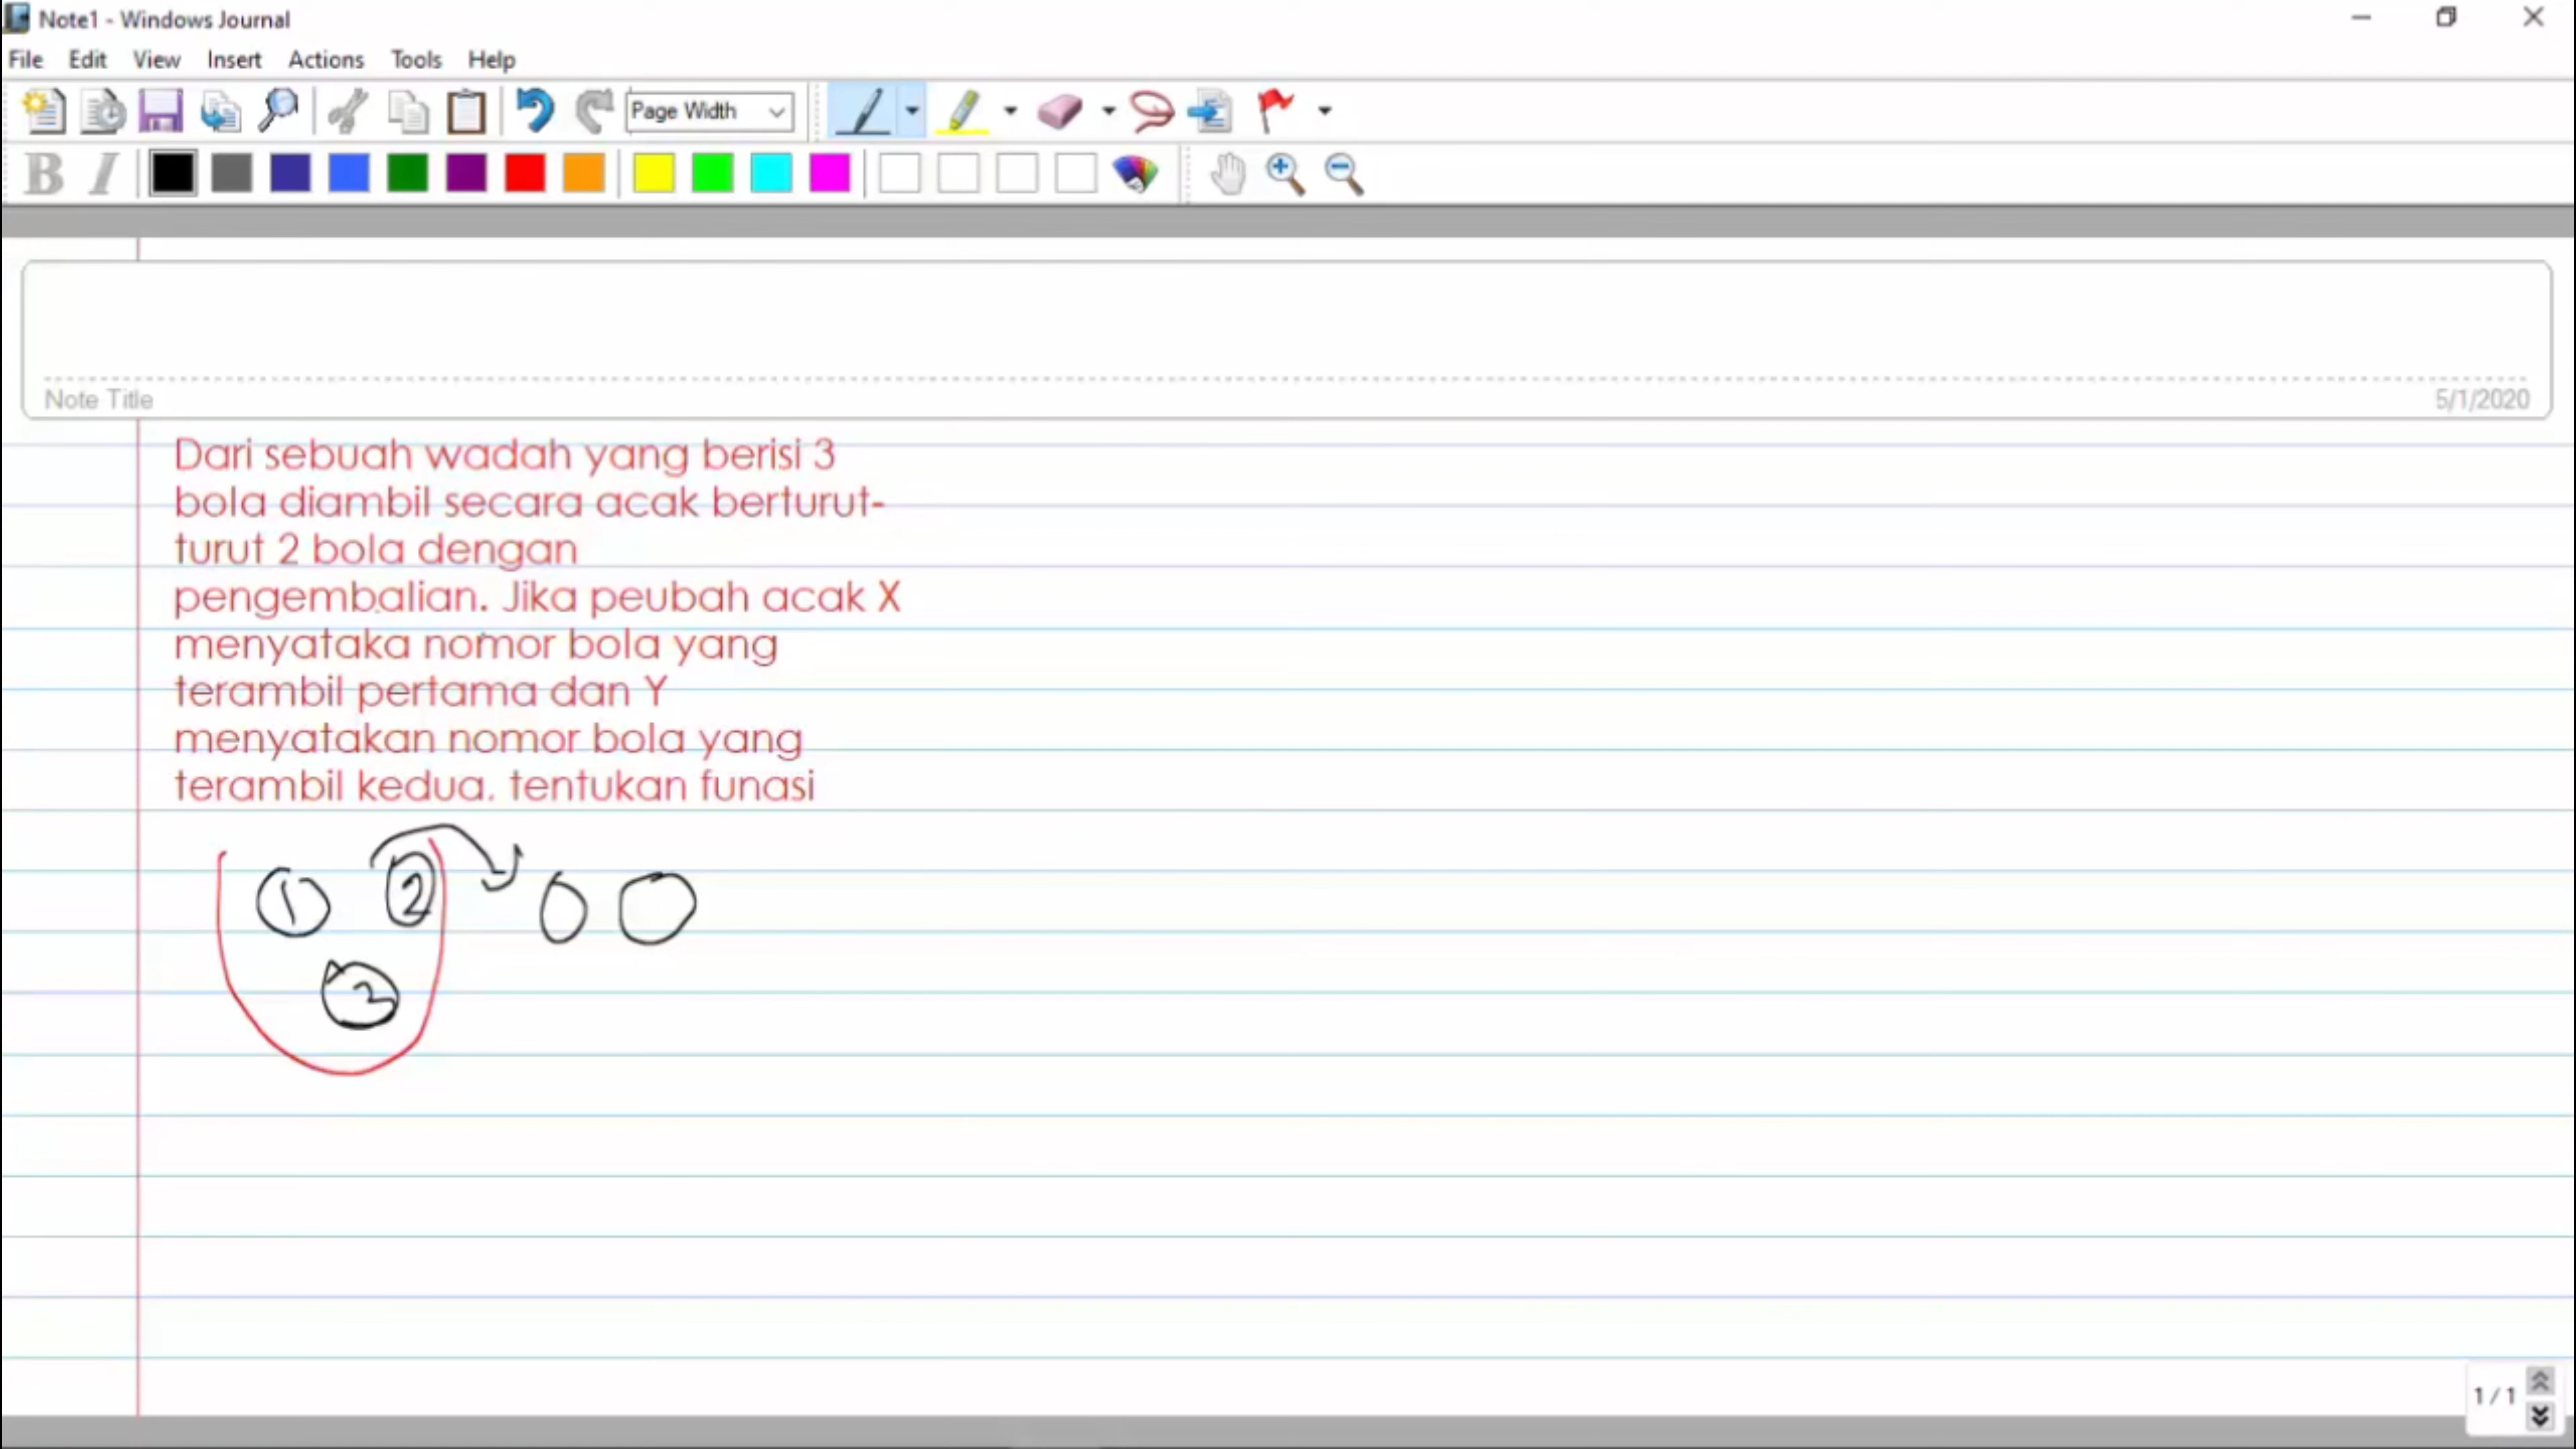 Note1 - Windows Journal
File Edit View Insert Actions Tools Help
Page Width
B I
Note Title 5/1/2020
Dari sebuah wadah yang berisi 3
bola diambil secara acak berturut-
turut 2 bola dengan
pengembalian. Jika peubah acak X
menyataka nomor bola yang
terambil pertama dan Y
menyatakan nomor bola yang
terambil kedua. tentukan funasi
1 2
3
1 / 1